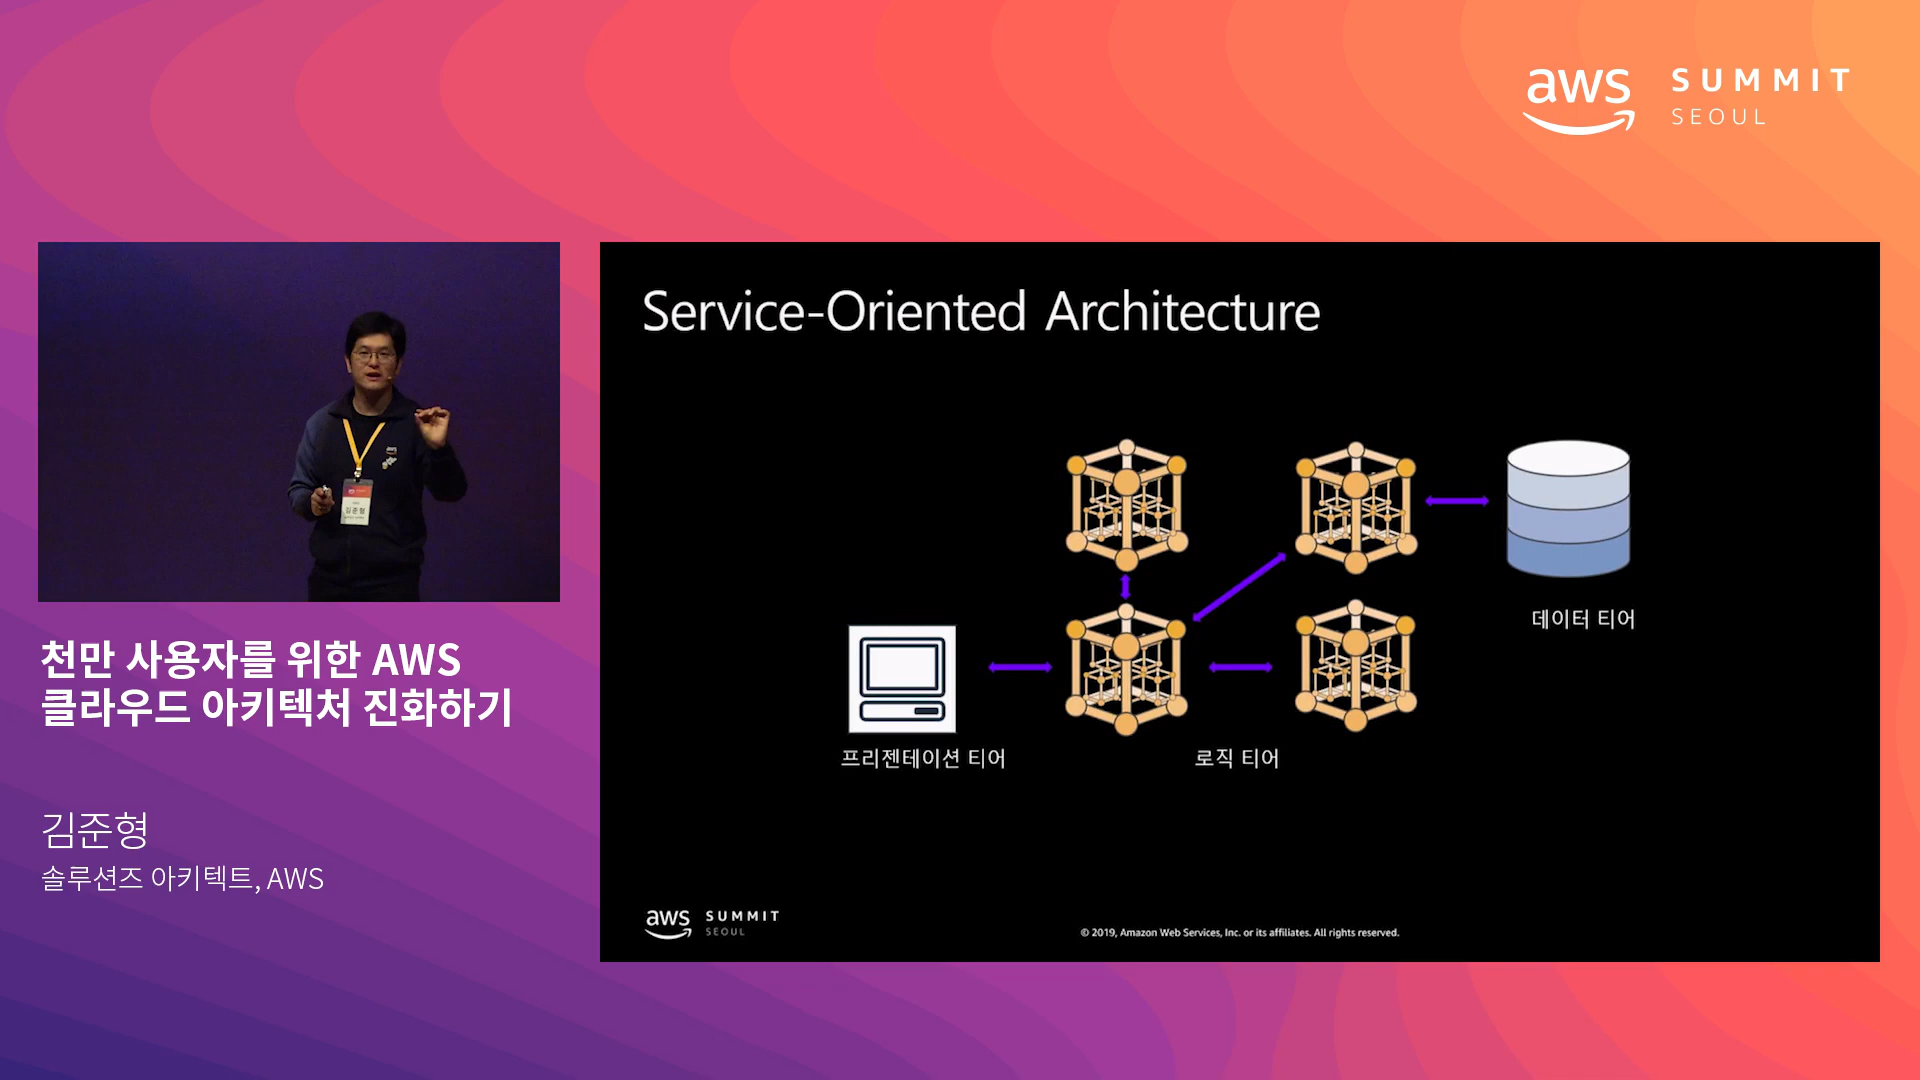 aws SUMMIT
SEOUL
Service-Oriented Architecture
데이터 티어
프리젠테이션 티어
로직 티어
aws SUMMIT
SEOUL
© 2019, Amazon Web Services, Inc. or its affiliates. All rights reserved.
김준형
천만 사용자를 위한 AWS
클라우드 아키텍처 진화하기
김준형
솔루션즈 아키텍트, AWS